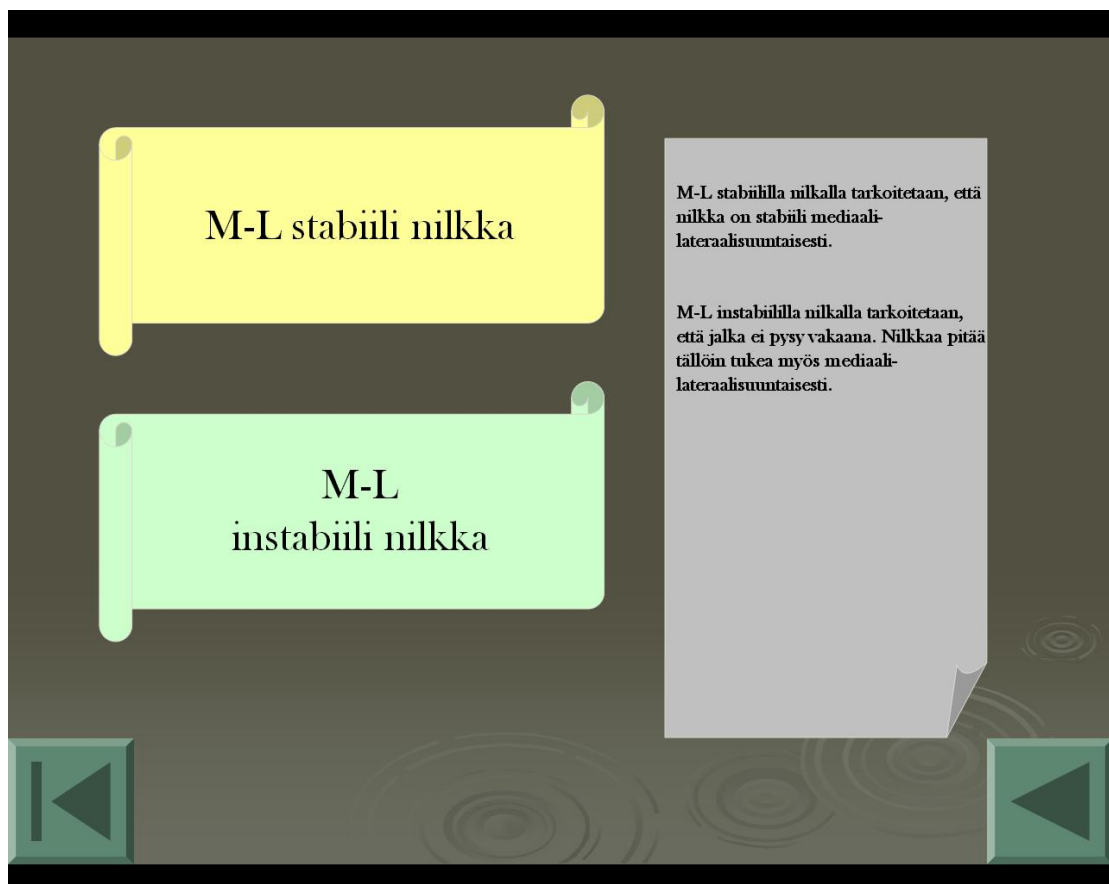 M-L stabiili nilkka
M-L
instabiili nilkka
M-L stabiililla nilkalla tarkoitetaan, että
nilkka on stabiili mediaali-
lateraalisuuntaisesti.
M-L instabiililla nilkalla tarkoitetaan,
että jalka ei pysy vakaana. Nilkkaa pitää
tällöin tukea myös mediaali-
lateraalisuuntaisesti.